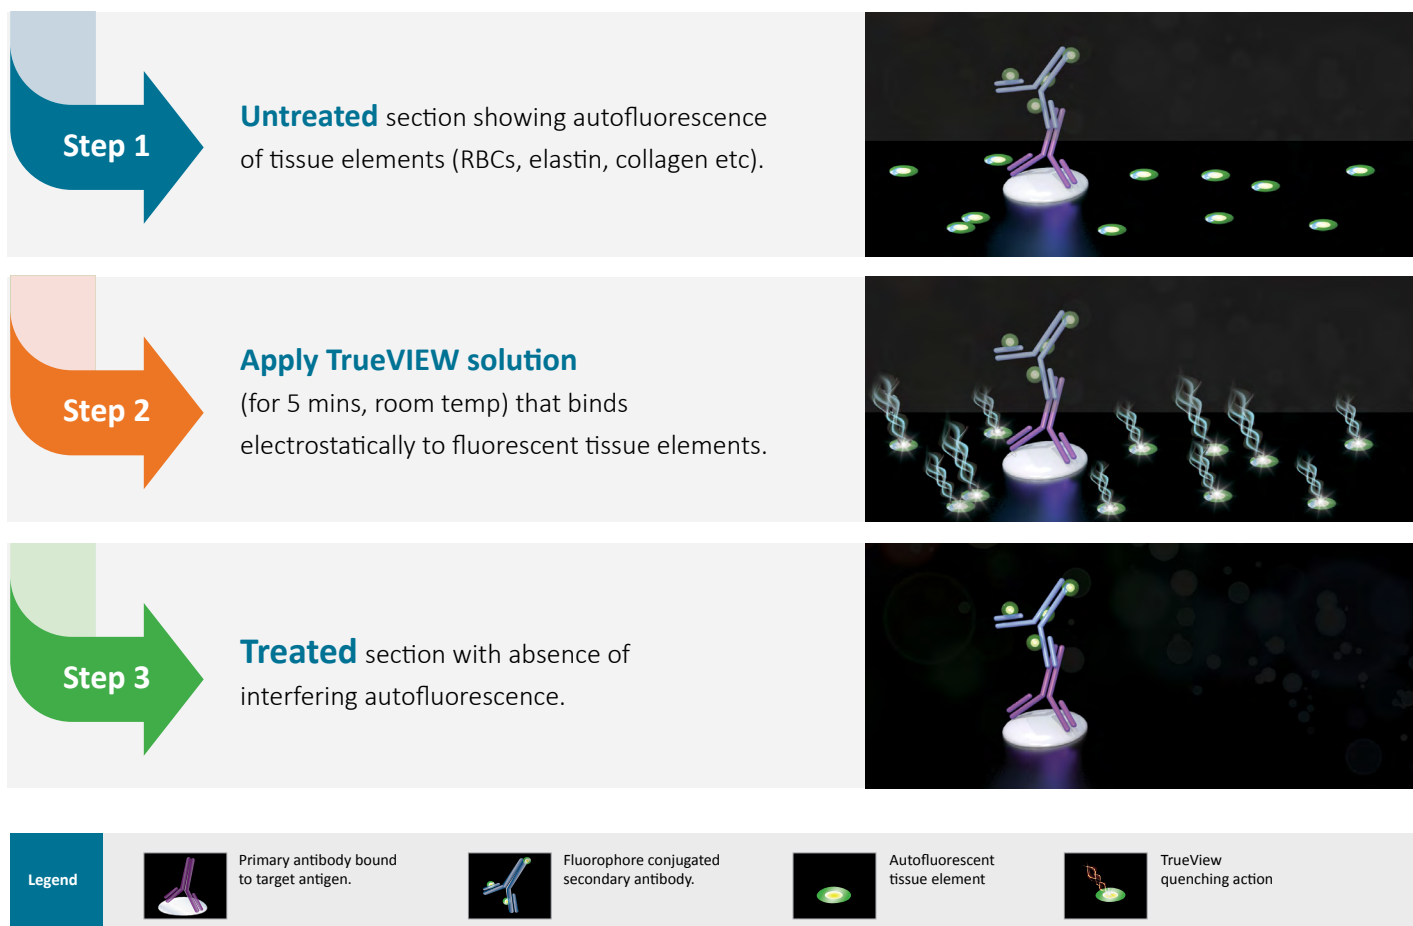 Step 1
Untreated section showing autofluorescence
of tissue elements (RBCs, elastin, collagen etc).
Step 2
Apply TrueVIEW solution
(for 5 mins, room temp) that binds
electrostatically to fluorescent tissue elements.
Step 3
Treated section with absence of
interfering autofluorescence.
Legend
Primary antibody bound
to target antigen.
Fluorophore conjugated
secondary antibody.
Autofluorescent
tissue element
TrueView
quenching action